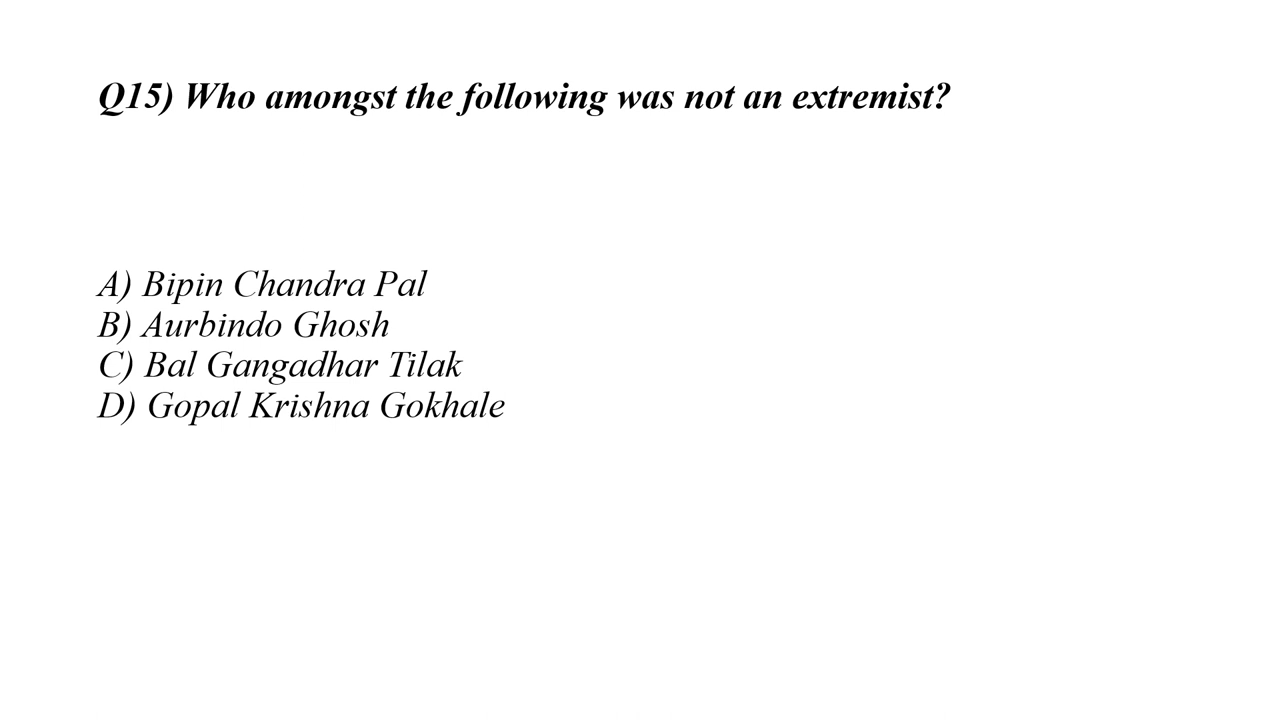 Q15) Who amongst the following was not an extremist?
A) Bipin Chandra Pal
B) Aurbindo Ghosh
C) Bal Gangadhar Tilak
D) Gopal Krishna Gokhale